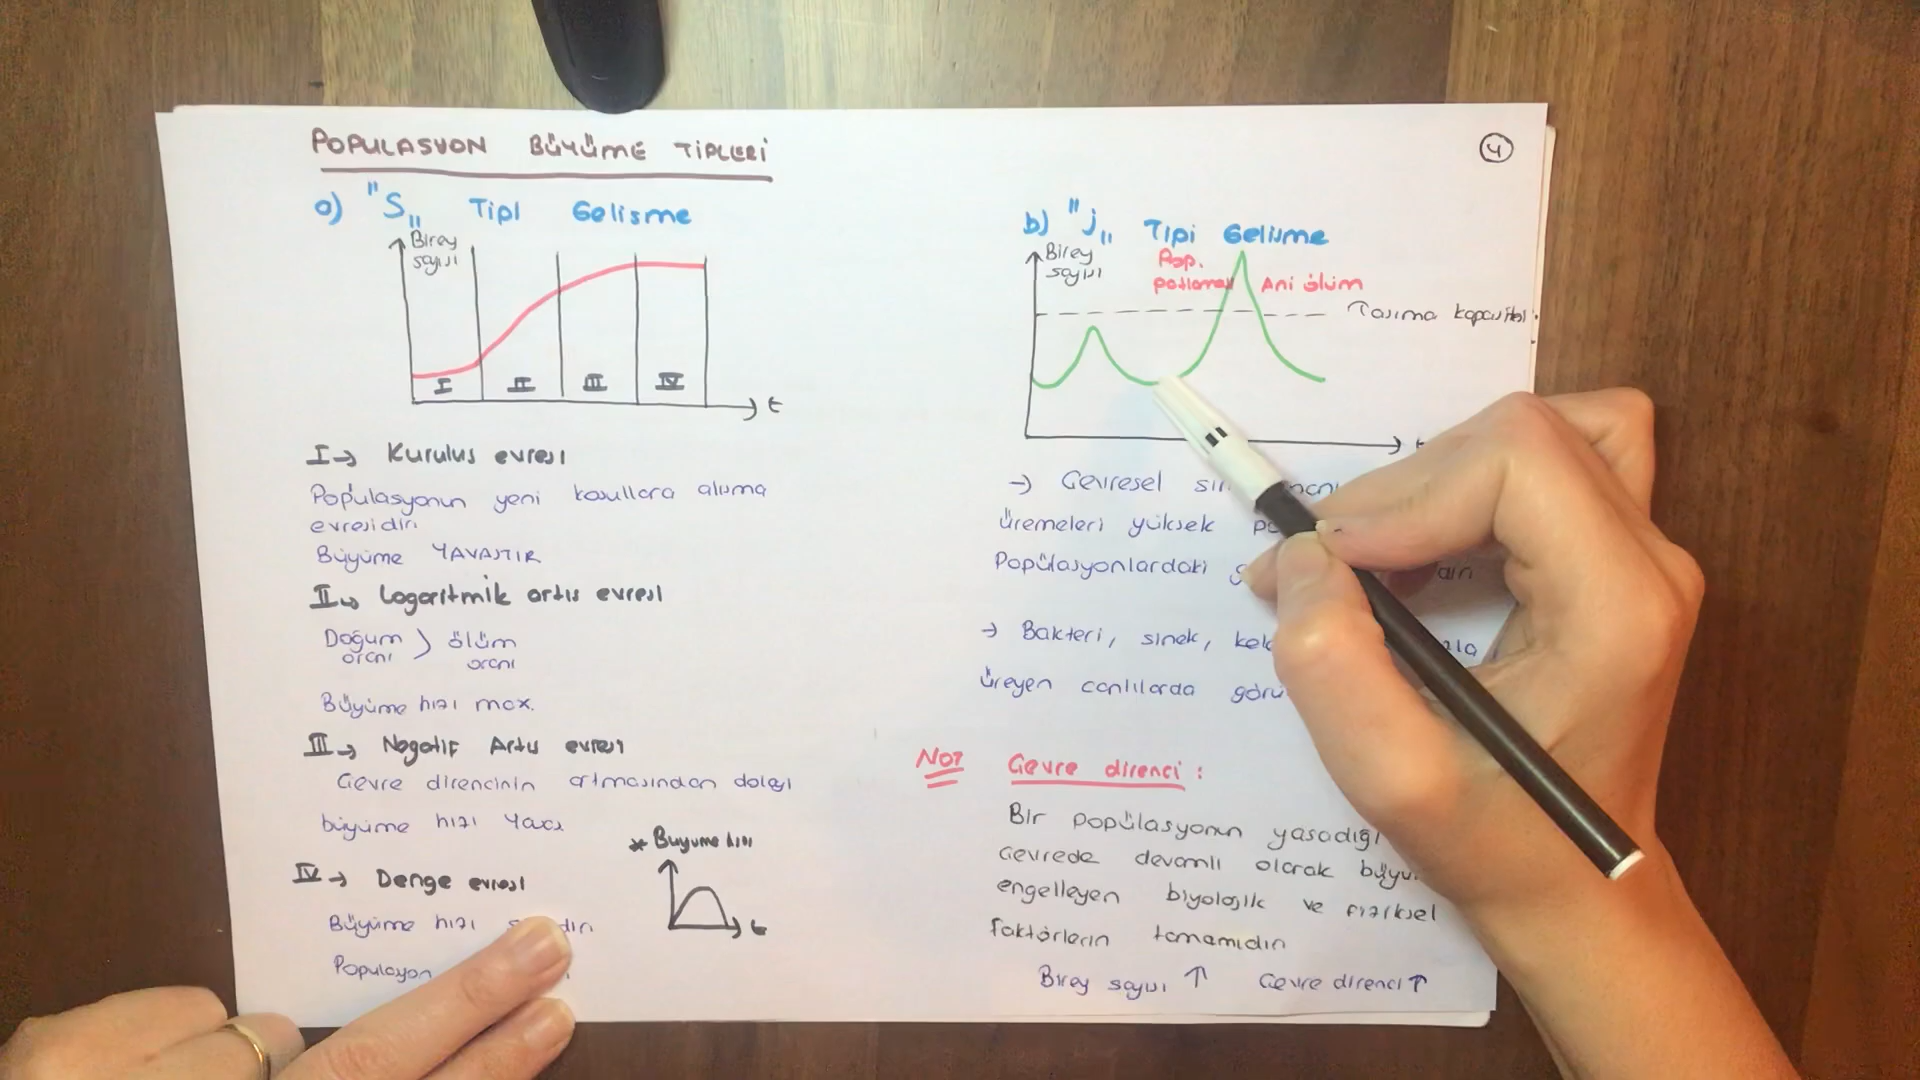 POPULASYON BÜYÜME TİPLERİ
4
a) "S" Tipi Gelişme
Birey
sayısı
I II III IV
t
I → Kuruluş evresi
Popülasyonun yeni koşullara alışma
evresidir.
Büyüme YAVAŞTIR
II → Logaritmik artış evresi
Doğum oranı > ölüm oranı
Büyüme hızı max.
III → Negatif Artış evresi
Çevre direncinin artmasından dolayı
büyüme hızı yavaş
* Büyüme hızı
t
IV → Denge evresi
Büyüme hızı
Populasyon
b) "J" Tipi Gelişme
Birey
sayısı
Pop.
patlaması
Ani ölüm
Taşıma kapasitesi
→ Çevresel
üremeleri yüksek
Popülasyonlardaki
→ Bakteri, sinek,
üreyen canlılarda
NOT Çevre direnci :
Bir popülasyonun yaşadığı
çevrede devamlı olarak
engelleyen biyolojik ve fiziksel
faktörlerin tamamıdır.
Birey sayısı ↑ Çevre direnci ↑